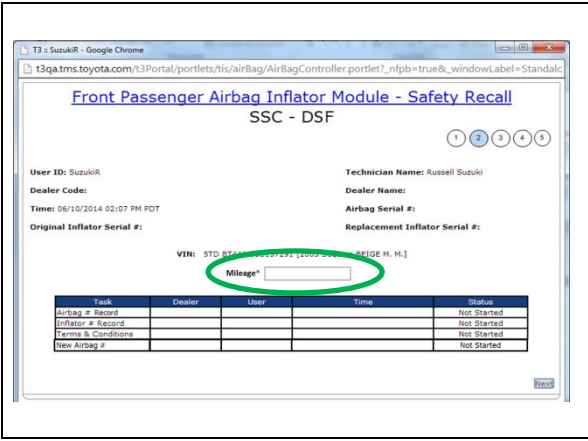 T3 :: SuzukiR - Google Chrome
t3qa.tms.toyota.com/t3Portal/portlets/tis/airBag/AirBagController.portlet?_nfpb=true&_windowLabel=Standalc
Front Passenger Airbag Inflator Module - Safety Recall
SSC - DSF
1 2 3 4 5
User ID: SuzukiR Technician Name: Russell Suzuki
Dealer Code: Dealer Name:
Time: 06/10/2014 02:07 PM PDT Airbag Serial #:
Original Inflator Serial #: Replacement Inflator Serial #:
VIN: BEIGE M. M.]
Mileage*
Task Dealer User Time Status
Airbag # Record Not Started
Inflator # Record Not Started
Terms & Conditions Not Started
New Airbag # Not Started
Next